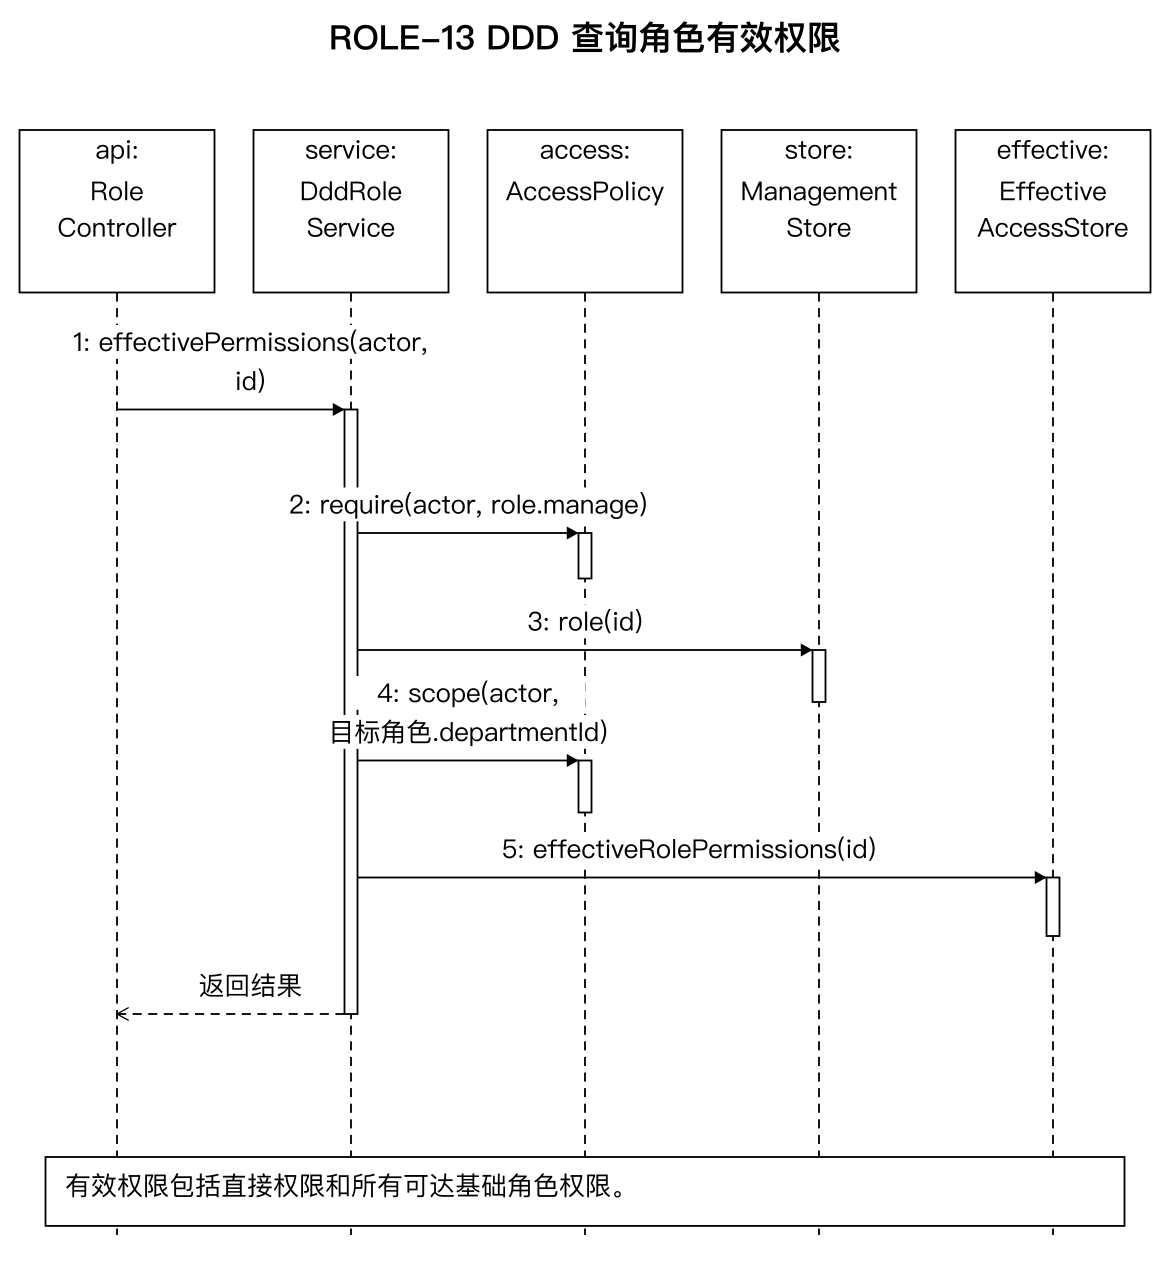 ROLE–13 DDD 查询角色有效权限
api:
Role
Controller
service:
DddRole
Service
access:
AccessPolicy
store:
Management
Store
effective:
Effective
AccessStore
1: effectivePermissions(actor,
id)
2: require(actor, role.manage)
3: role(id)
4: scope(actor,
目标角色.departmentId)
5: effectiveRolePermissions(id)
返回结果
有效权限包括直接权限和所有可达基础角色权限。